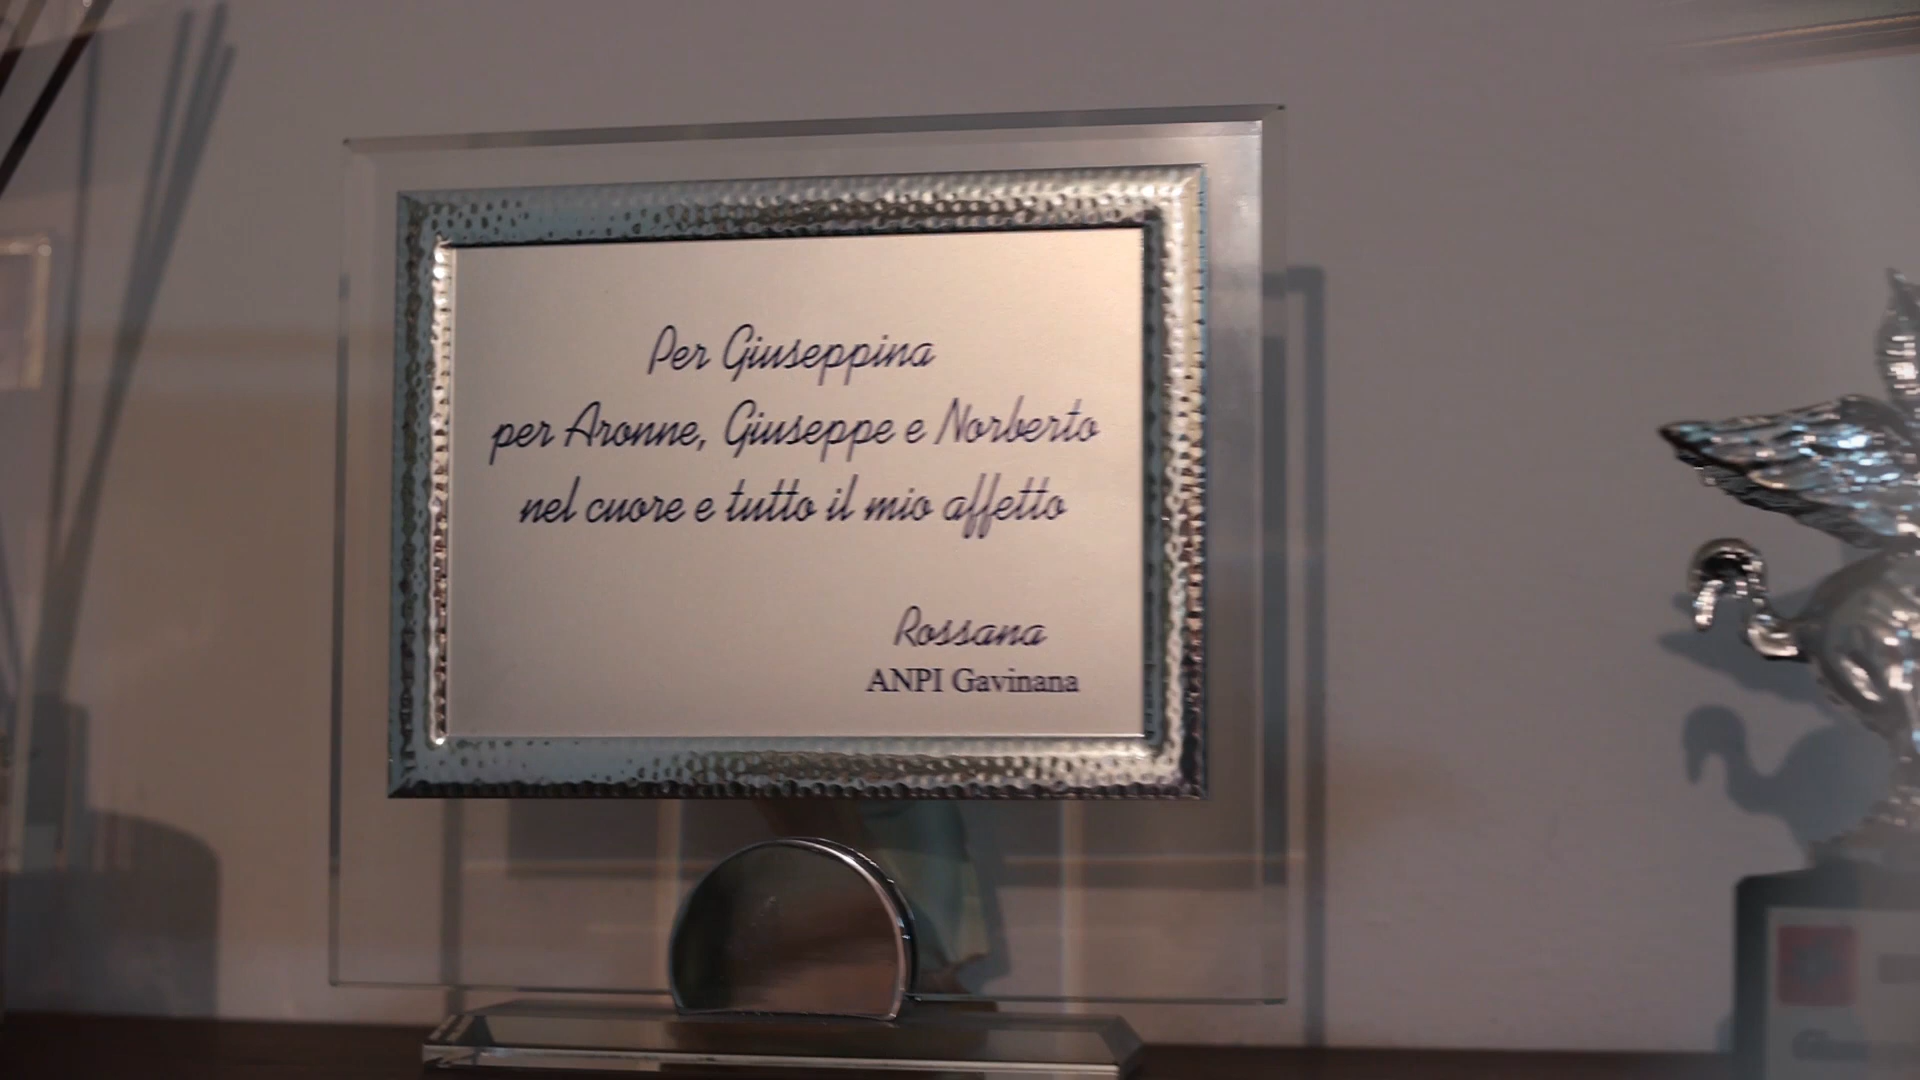 Per Giuseppina
per Aronne, Giuseppe e Norberto
nel cuore e tutto il mio affetto
Rossana
ANPI Gavinana